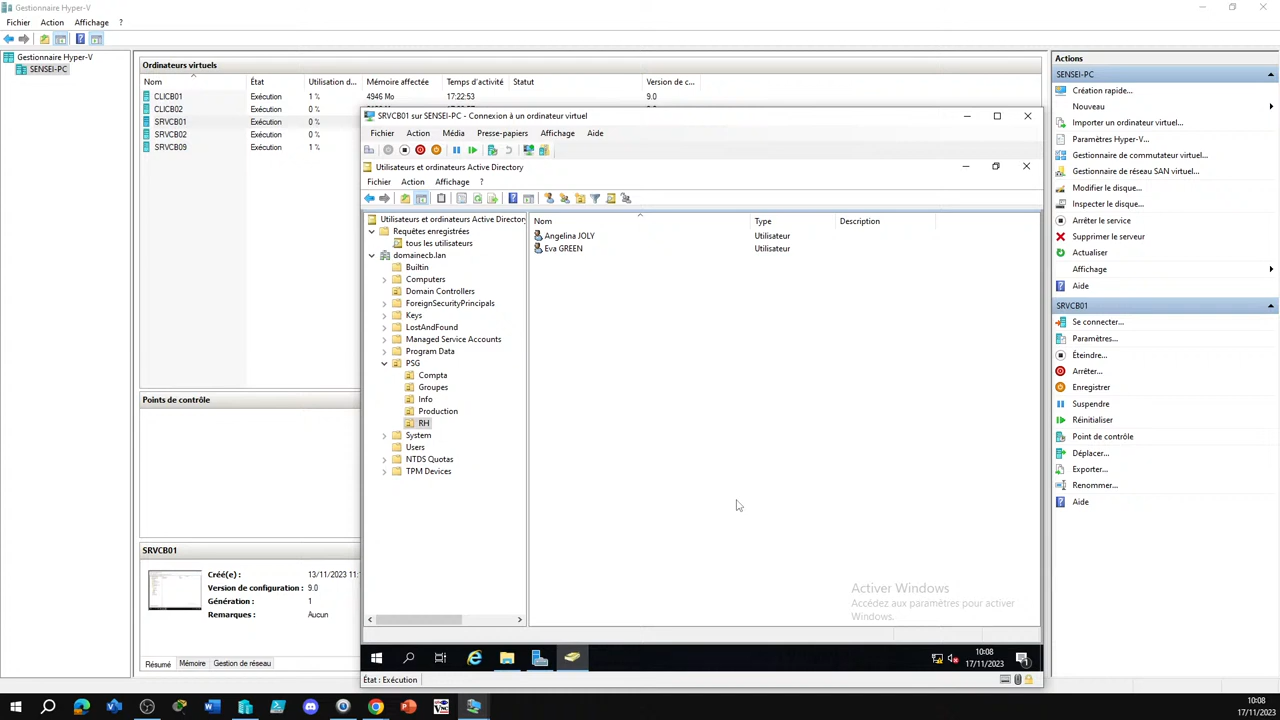 Gestionnaire Hyper-V
Fichier Action Affichage ?
Gestionnaire Hyper-V
SENSEI-PC
Ordinateurs virtuels
Nom État Utilisation d... Mémoire affectée Temps d'activité Statut Version de c...
CLICB01 Exécution 1 % 4946 Mo 17:22:53 9.0
CLICB02 Exécution 0 %
SRVCB01 Exécution 0 %
SRVCB02 Exécution 0 %
SRVCB09 Exécution 1 %
Points de contrôle
SRVCB01
Créé(e) : 13/11/2023 11:
Version de configuration : 9.0
Génération : 1
Remarques : Aucun
Résumé Mémoire Gestion de réseau
SRVCB01 sur SENSEI-PC - Connexion à un ordinateur virtuel
Fichier Action Média Presse-papiers Affichage Aide
Utilisateurs et ordinateurs Active Directory
Fichier Action Affichage ?
Utilisateurs et ordinateurs Active Directory
Requêtes enregistrées
tous les utilisateurs
domainecb.lan
Builtin
Computers
Domain Controllers
ForeignSecurityPrincipals
Keys
LostAndFound
Managed Service Accounts
Program Data
PSG
Compta
Groupes
Info
Production
RH
System
Users
NTDS Quotas
TPM Devices
Nom Type Description
Angelina JOLY Utilisateur
Eva GREEN Utilisateur
Activer Windows
Accédez aux paramètres pour activer
Windows.
10:08
17/11/2023
État : Exécution
Actions
SENSEI-PC
Création rapide...
Nouveau
Importer un ordinateur virtuel...
Paramètres Hyper-V...
Gestionnaire de commutateur virtuel...
Gestionnaire de réseau SAN virtuel...
Modifier le disque...
Inspecter le disque...
Arrêter le service
Supprimer le serveur
Actualiser
Affichage
Aide
SRVCB01
Se connecter...
Paramètres...
Éteindre...
Arrêter...
Enregistrer
Suspendre
Réinitialiser
Point de contrôle
Déplacer...
Exporter...
Renommer...
Aide
10:08
17/11/2023